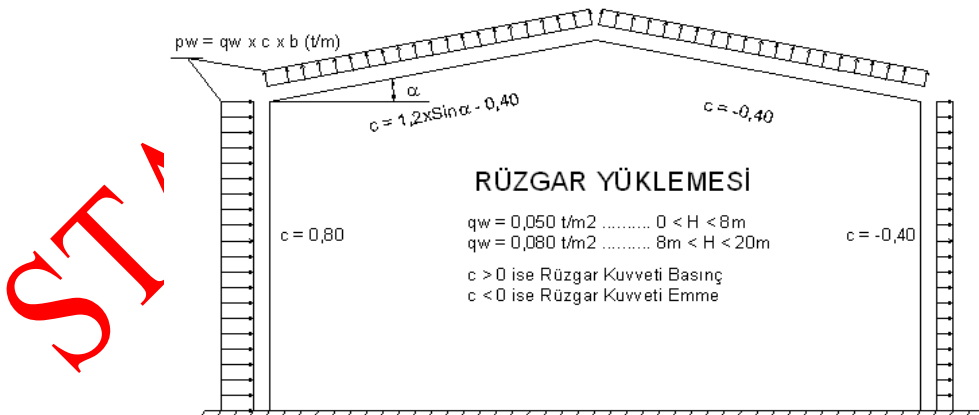 pw = qw x c x b (t/m)
α
c = 1,2xSinα - 0,40
c = -0,40
RÜZGAR YÜKLEMESİ
qw = 0,050 t/m2 ......... 0 < H < 8m
qw = 0,080 t/m2 ......... 8m < H < 20m
c = 0,80
c = -0,40
c > 0 ise Rüzgar Kuvveti Basınç
c < 0 ise Rüzgar Kuvveti Emme
ST